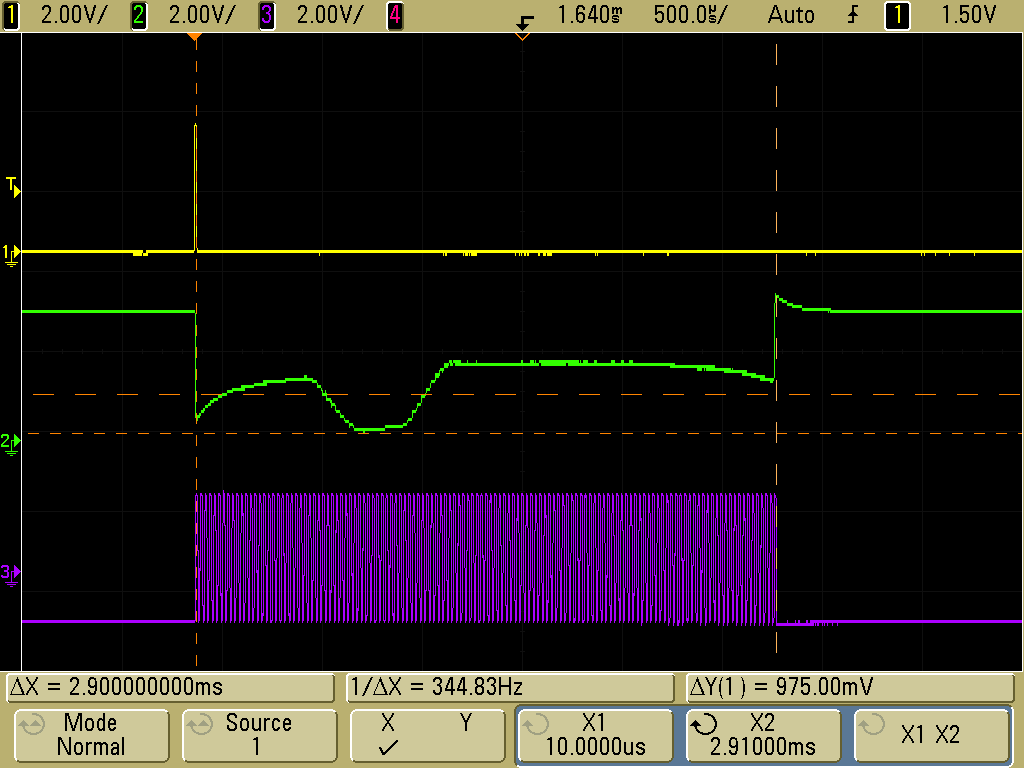 1 2.00V/ 2 2.00V/ 3 2.00V/ 4 1.640ms 500.0us/ Auto 1 1.50V
T
1
2
3
ΔX = 2.900000000ms 1/ΔX = 344.83Hz ΔY(1) = 975.00mV
Mode Source X Y X1 X2 X1 X2
Normal 1 10.0000us 2.91000ms